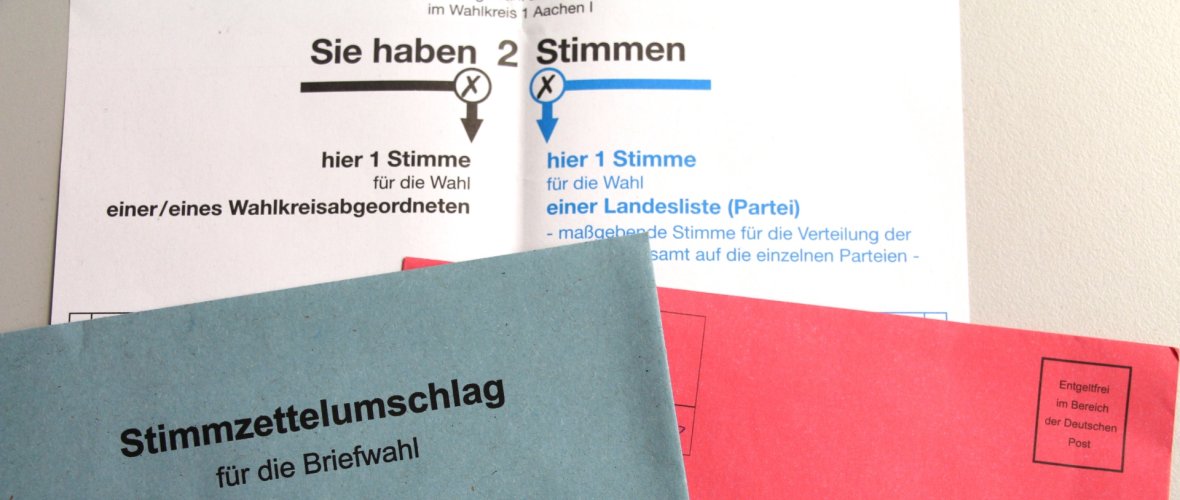 im Wahlkreis 1 Aachen I
Sie haben 2 Stimmen
X X
hier 1 Stimme
für die Wahl
einer/eines Wahlkreisabgeordneten
hier 1 Stimme
für die Wahl
einer Landesliste (Partei)
- maßgebende Stimme für die Verteilung der
samt auf die einzelnen Parteien -
Stimmzettelumschlag
für die Briefwahl
Entgeltfrei
im Bereich
der Deutschen
Post